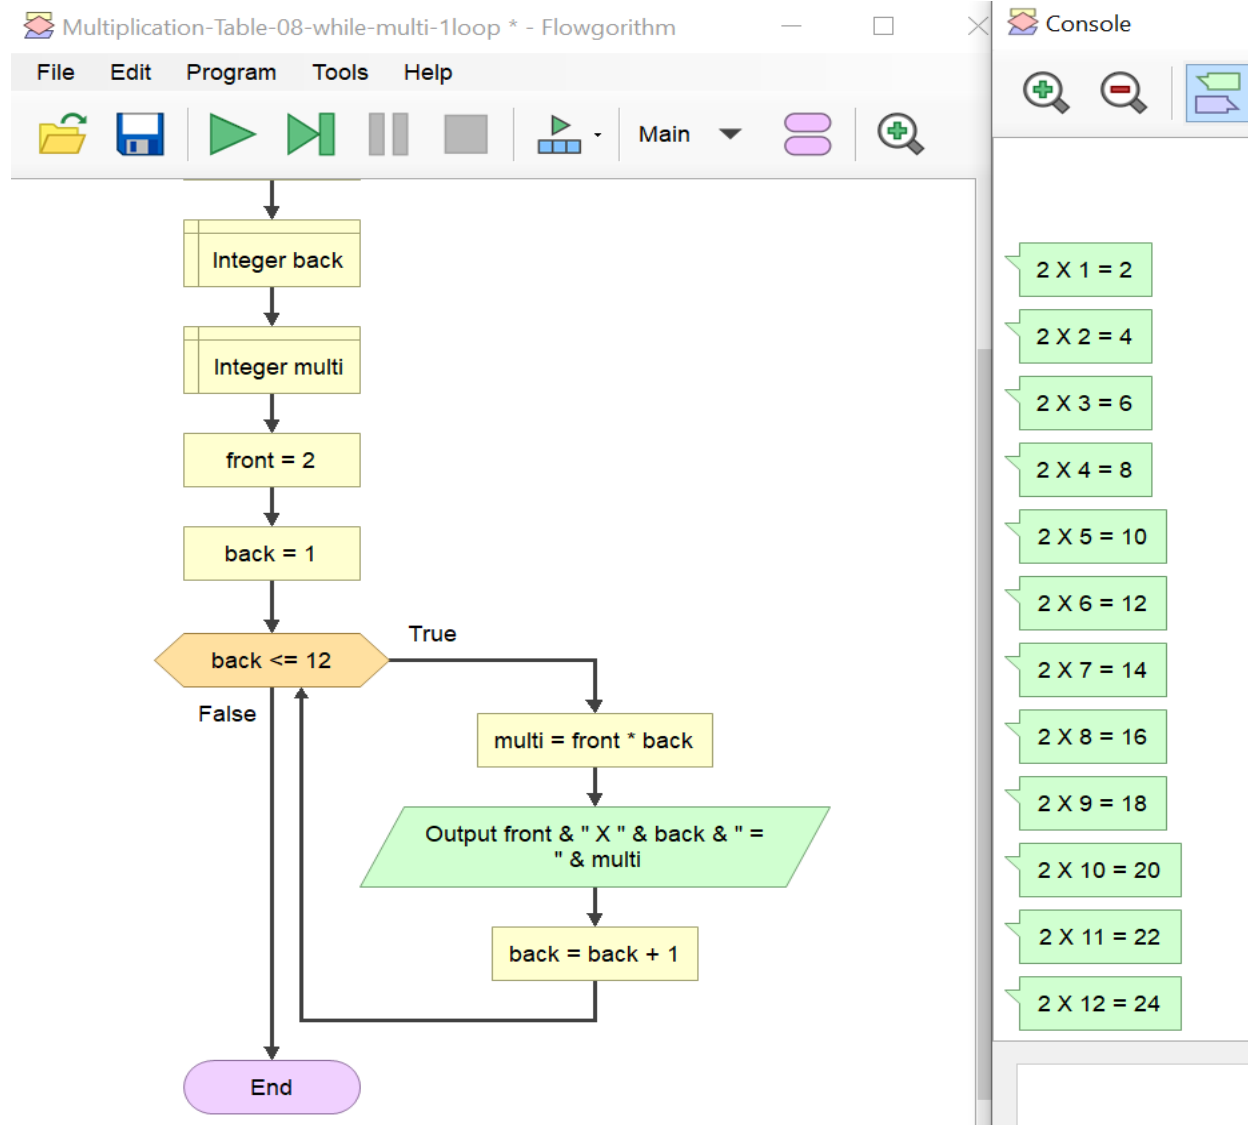 Multiplication-Table-08-while-multi-1loop * - Flowgorithm
File Edit Program Tools Help
Main
Integer back
Integer multi
front = 2
back = 1
back <= 12
True
False
multi = front * back
Output front & " X " & back & " =
" & multi
back = back + 1
End
Console
2 X 1 = 2
2 X 2 = 4
2 X 3 = 6
2 X 4 = 8
2 X 5 = 10
2 X 6 = 12
2 X 7 = 14
2 X 8 = 16
2 X 9 = 18
2 X 10 = 20
2 X 11 = 22
2 X 12 = 24